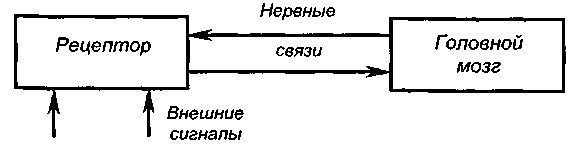 Нервные
Рецептор
связи
Головной
мозг
Внешние
сигналы